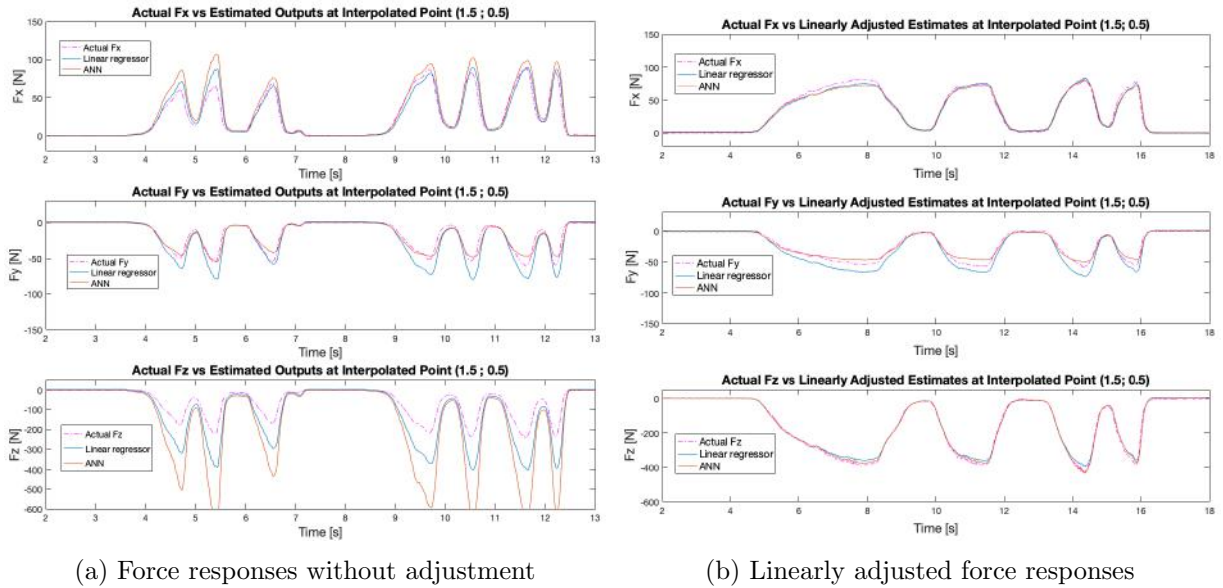 Actual Fx vs Estimated Outputs at Interpolated Point (1.5 ; 0.5)
150
100
50
0
Fx [N]
Actual Fx
Linear regressor
ANN
2 3 4 5 6 7 8 9 10 11 12 13
Time [s]
Actual Fy vs Estimated Outputs at Interpolated Point (1.5 ; 0.5)
0
-50
-100
-150
Fy [N]
Actual Fy
Linear regressor
ANN
2 3 4 5 6 7 8 9 10 11 12 13
Time [s]
Actual Fz vs Estimated Outputs at Interpolated Point (1.5 ; 0.5)
0
-100
-200
-300
-400
-500
-600
Fz [N]
Actual Fz
Linear regressor
ANN
2 3 4 5 6 7 8 9 10 11 12 13
Time [s]
(a) Force responses without adjustment
Actual Fx vs Linearly Adjusted Estimates at Interpolated Point (1.5; 0.5)
150
100
50
0
Fx [N]
Actual Fx
Linear regressor
ANN
2 4 6 8 10 12 14 16 18
Time [s]
Actual Fy vs Linearly Adjusted Estimates at Interpolated Point (1.5; 0.5)
0
-50
-100
-150
Fy [N]
Actual Fy
Linear regressor
ANN
2 4 6 8 10 12 14 16 18
Time [s]
Actual Fz vs Linearly Adjusted Estimates at Interpolated Point (1.5; 0.5)
0
-200
-400
-600
Fz [N]
Actual Fz
Linear regressor
ANN
2 4 6 8 10 12 14 16 18
Time [s]
(b) Linearly adjusted force responses